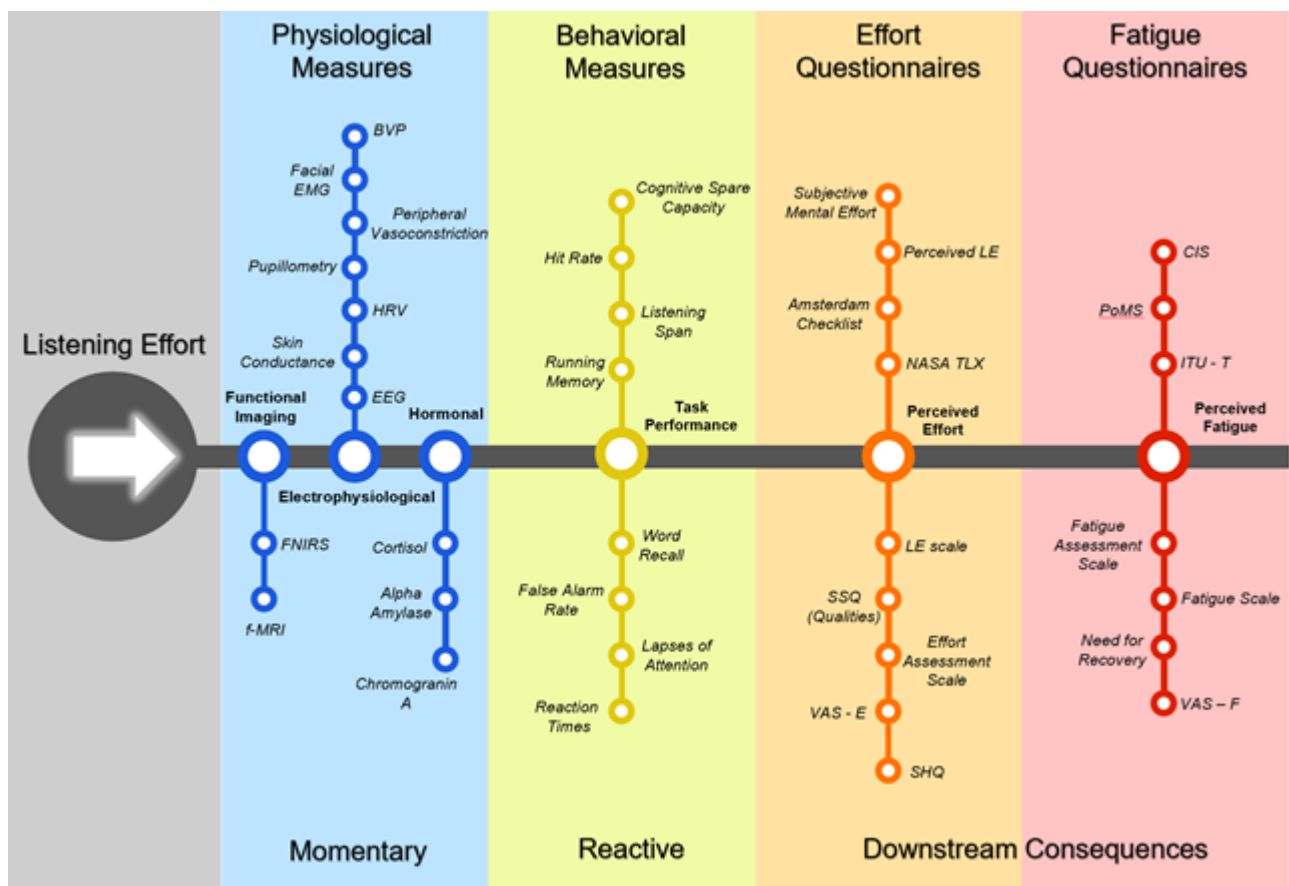 Physiological
Measures
Behavioral
Measures
Effort
Questionnaires
Fatigue
Questionnaires
Listening Effort
BVP
Facial
EMG
Peripheral
Vasoconstriction
Pupillometry
HRV
Skin
Conductance
EEG
Functional
Imaging
Hormonal
Electrophysiological
FNIRS
f-MRI
Cortisol
Alpha
Amylase
Chromogranin
A
Cognitive Spare
Capacity
Hit Rate
Listening
Span
Running
Memory
Task
Performance
Word
Recall
False Alarm
Rate
Lapses of
Attention
Reaction
Times
Subjective
Mental Effort
Perceived LE
Amsterdam
Checklist
NASA TLX
Perceived
Effort
LE scale
SSQ
(Qualities)
Effort
Assessment
Scale
VAS - E
SHQ
CIS
PoMS
ITU - T
Perceived
Fatigue
Fatigue
Assessment
Scale
Fatigue Scale
Need for
Recovery
VAS – F
Momentary
Reactive
Downstream Consequences